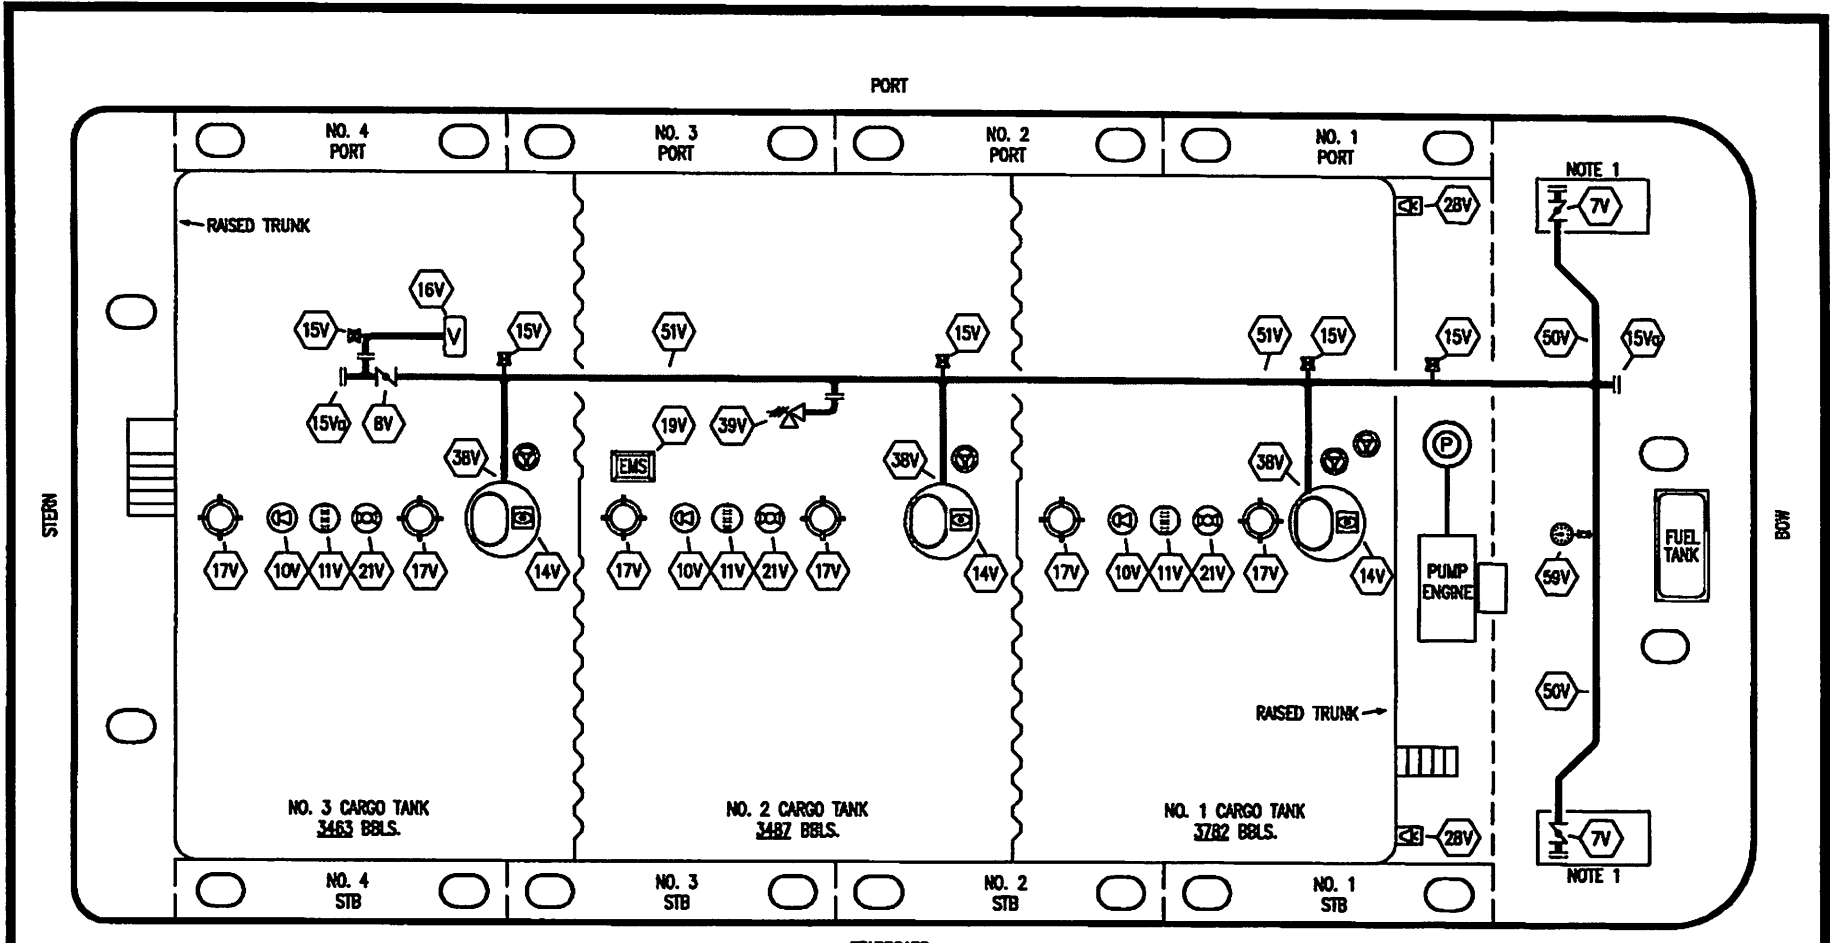 PORT
NO. 4
PORT
NO. 3
PORT
NO. 2
PORT
NO. 1
PORT
NOTE 1
28V
7V
RAISED TRUNK
16V
15V
15V
51V
15V
51V
15V
15V
50V
15Va
15Va
8V
19V
39V
38V
38V
38V
EMS
P
STERN
BOW
FUEL
TANK
17V
10V
11V
21V
17V
14V
17V
10V
11V
21V
17V
14V
17V
10V
11V
21V
17V
14V
PUMP
ENGINE
59V
50V
RAISED TRUNK
NO. 3 CARGO TANK
3463 BBLS.
NO. 2 CARGO TANK
3487 BBLS.
NO. 1 CARGO TANK
3782 BBLS.
28V
7V
NOTE 1
NO. 4
STB
NO. 3
STB
NO. 2
STB
NO. 1
STB